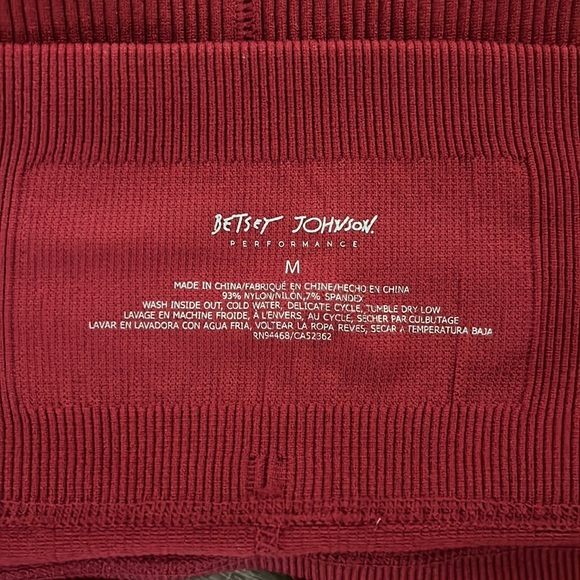 BETSEY JOHNSON.
PERFORMANCE
M
MADE IN CHINA/FABRIQUÉ EN CHINE/HECHO EN CHINA
93% NYLON/NILÓN,7% SPANDEX
WASH INSIDE OUT, COLD WATER, DELICATE CYCLE, TUMBLE DRY LOW
LAVAGE EN MACHINE FROIDE, À L'ENVERS, AU CYCLE, SÉCHER PAR CULBUTAGE
LAVAR EN LAVADORA CON AGUA FRIA, VOLTEAR LA ROPA REVES, SECAR A TEMPERATURA BAJA
RN94468/CA52362